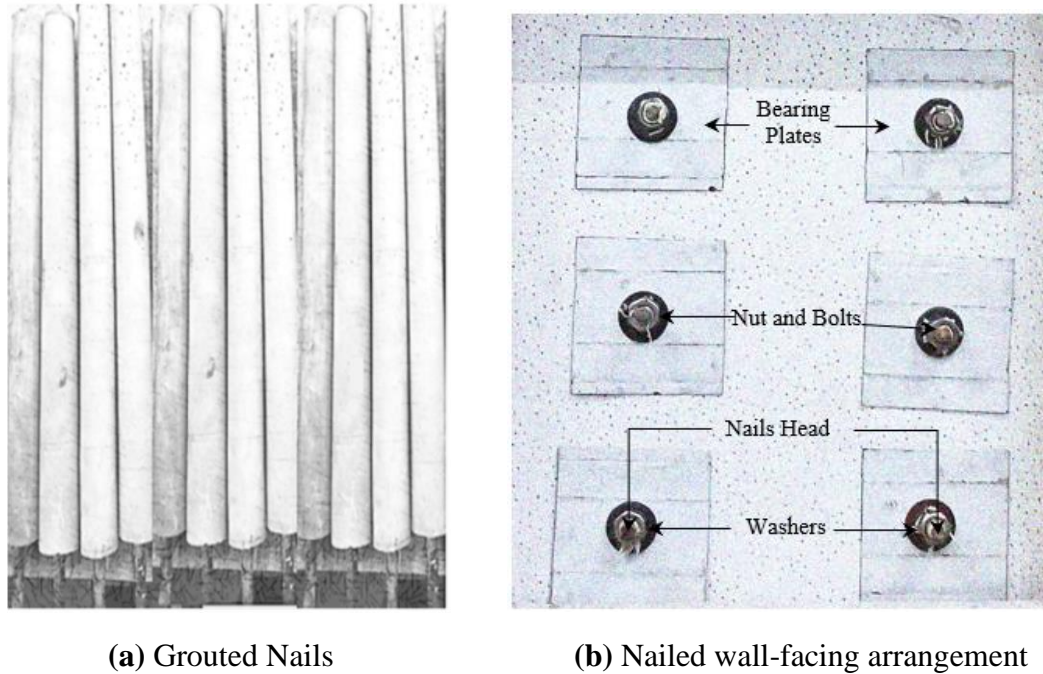 Bearing
Plates
Nut and Bolts
Nails Head
Washers
(a) Grouted Nails
(b) Nailed wall-facing arrangement